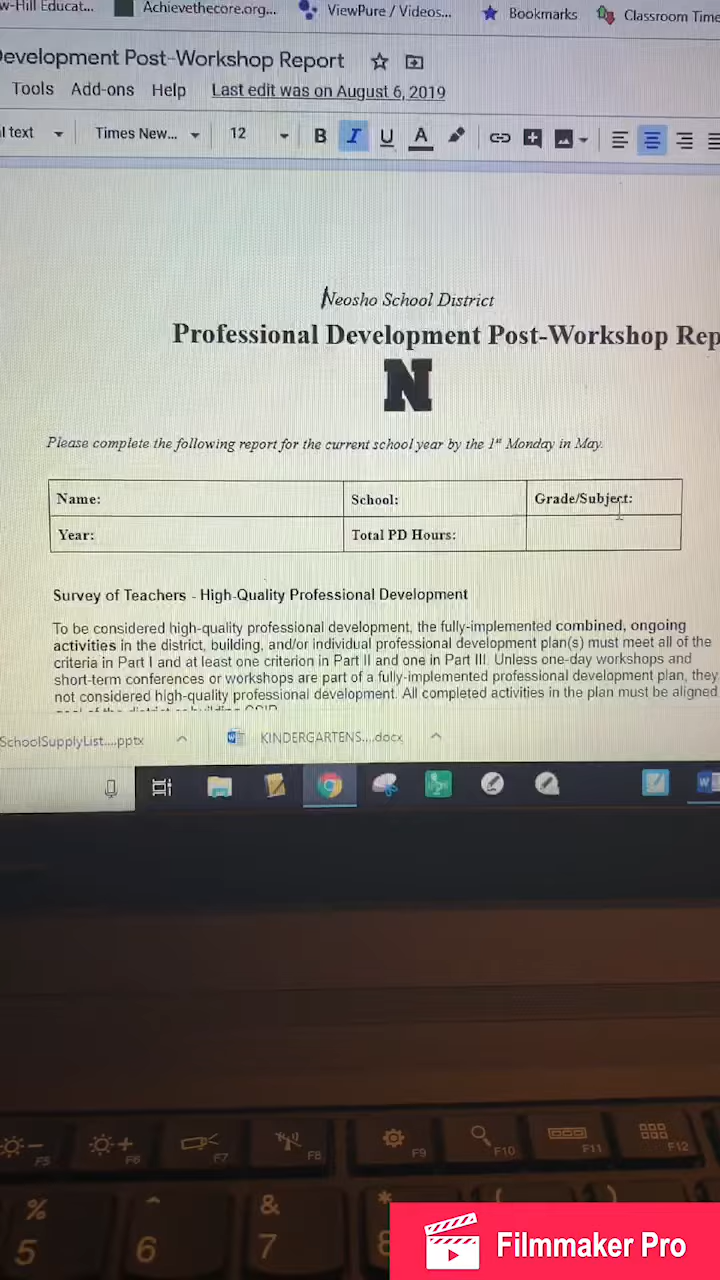 w-Hill Educat... Achievethecore.org... ViewPure / Videos... Bookmarks Classroom Time
evelopment Post-Workshop Report
Tools Add-ons Help Last edit was on August 6, 2019
l text Times New... 12 B I U A
Neosho School District
Professional Development Post-Workshop Rep
N
Please complete the following report for the current school year by the 1st Monday in May.
Name: School: Grade/Subject:
Year: Total PD Hours:
Survey of Teachers - High-Quality Professional Development
To be considered high-quality professional development, the fully-implemented combined, ongoing
activities in the district, building, and/or individual professional development plan(s) must meet all of the
criteria in Part I and at least one criterion in Part II and one in Part III. Unless one-day workshops and
short-term conferences or workshops are part of a fully-implemented professional development plan, they
not considered high-quality professional development. All completed activities in the plan must be aligned
SchoolSupplyList....pptx KINDERGARTENS....docx
F5 F6 F7 F8 F9 F10 F11 F12
% ^ & * ( )
5 6 7 8
Filmmaker Pro